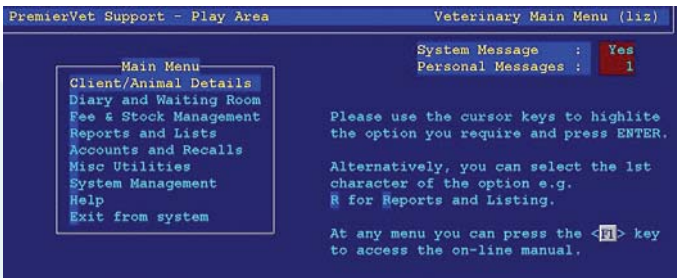 PremierVet Support - Play Area
Veterinary Main Menu (liz)
System Message : Yes
Personal Messages : 1
Main Menu
Client/Animal Details
Diary and Waiting Room
Fee & Stock Management
Reports and Lists
Accounts and Recalls
Misc Utilities
System Management
Help
Exit from system
Please use the cursor keys to highlite
the option you require and press ENTER.
Alternatively, you can select the 1st
character of the option e.g.
R for Reports and Listing.
At any menu you can press the <F1> key
to access the on-line manual.